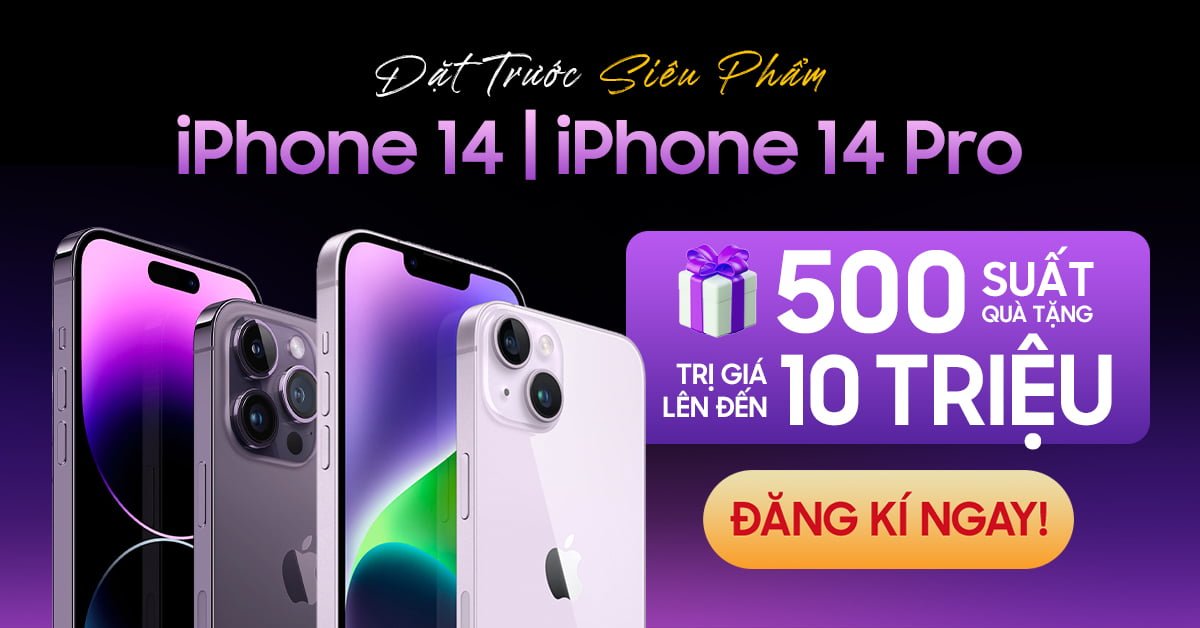 Đặt Trước Siêu Phẩm
iPhone 14 | iPhone 14 Pro
500 SUẤT
QUÀ TẶNG
TRỊ GIÁ
LÊN ĐẾN 10 TRIỆU
ĐĂNG KÍ NGAY!